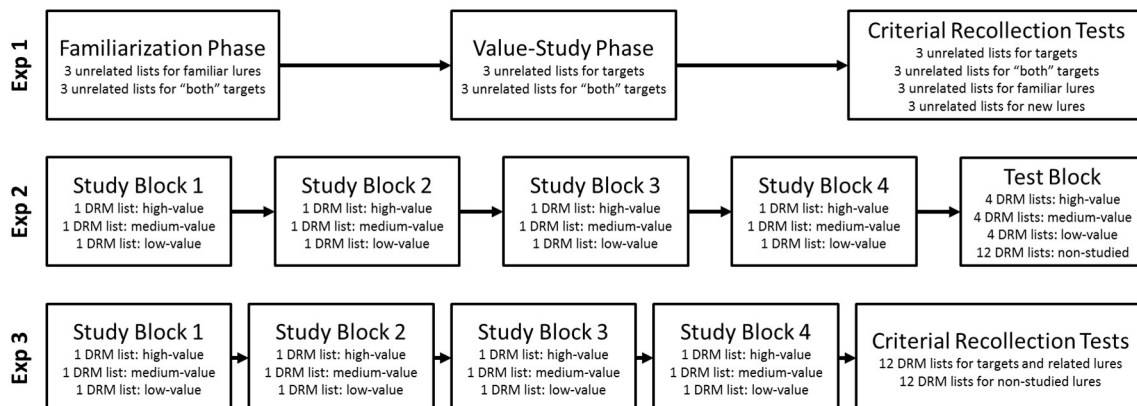 Exp 1
Familiarization Phase
3 unrelated lists for familiar lures
3 unrelated lists for “both” targets
Value-Study Phase
3 unrelated lists for targets
3 unrelated lists for “both” targets
Criterial Recollection Tests
3 unrelated lists for targets
3 unrelated lists for “both” targets
3 unrelated lists for familiar lures
3 unrelated lists for new lures
Exp 2
Study Block 1
1 DRM list: high-value
1 DRM list: medium-value
1 DRM list: low-value
Study Block 2
1 DRM list: high-value
1 DRM list: medium-value
1 DRM list: low-value
Study Block 3
1 DRM list: high-value
1 DRM list: medium-value
1 DRM list: low-value
Study Block 4
1 DRM list: high-value
1 DRM list: medium-value
1 DRM list: low-value
Test Block
4 DRM lists: high-value
4 DRM lists: medium-value
4 DRM lists: low-value
12 DRM lists: non-studied
Exp 3
Study Block 1
1 DRM list: high-value
1 DRM list: medium-value
1 DRM list: low-value
Study Block 2
1 DRM list: high-value
1 DRM list: medium-value
1 DRM list: low-value
Study Block 3
1 DRM list: high-value
1 DRM list: medium-value
1 DRM list: low-value
Study Block 4
1 DRM list: high-value
1 DRM list: medium-value
1 DRM list: low-value
Criterial Recollection Tests
12 DRM lists for targets and related lures
12 DRM lists for non-studied lures